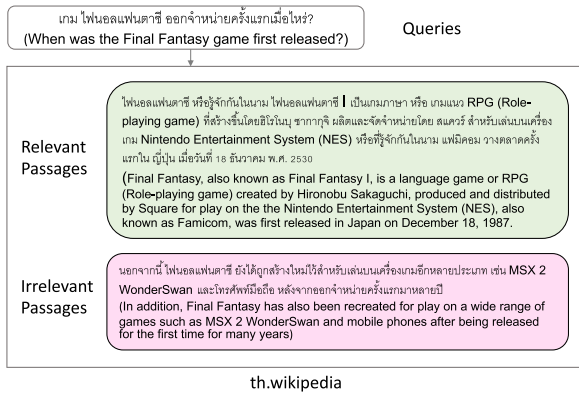 เกม ไฟนอลแฟนตาซี ออกจำหน่ายครั้งแรกเมื่อไหร่?
(When was the Final Fantasy game first released?)
Queries
Relevant
Passages
ไฟนอลแฟนตาซี หรือรู้จักกันในนาม ไฟนอลแฟนตาซี I เป็นเกมภาษา หรือ เกมแนว RPG (Role-
playing game) ที่สร้างขึ้นโดยฮิโรโนบุ ซากากุจิ ผลิตและจัดจำหน่ายโดย สแควร์ สำหรับเล่นบนเครื่อง
เกม Nintendo Entertainment System (NES) หรือที่รู้จักกันในนาม แฟมิคอม วางตลาดครั้ง
แรกใน ญี่ปุ่น เมื่อวันที่ 18 ธันวาคม พ.ศ. 2530
(Final Fantasy, also known as Final Fantasy I, is a language game or RPG
(Role-playing game) created by Hironobu Sakaguchi, produced and distributed
by Square for play on the the Nintendo Entertainment System (NES), also
known as Famicom, was first released in Japan on December 18, 1987.
Irrelevant
Passages
นอกจากนี้ ไฟนอลแฟนตาซี ยังได้ถูกสร้างใหม่ไว้สำหรับเล่นบนเครื่องเกมอีกหลายประเภท เช่น MSX 2
WonderSwan และโทรศัพท์มือถือ หลังจากออกจำหน่ายครั้งแรกมาหลายปี
(In addition, Final Fantasy has also been recreated for play on a wide range of
games such as MSX 2 WonderSwan and mobile phones after being released
for the first time for many years)
th.wikipedia